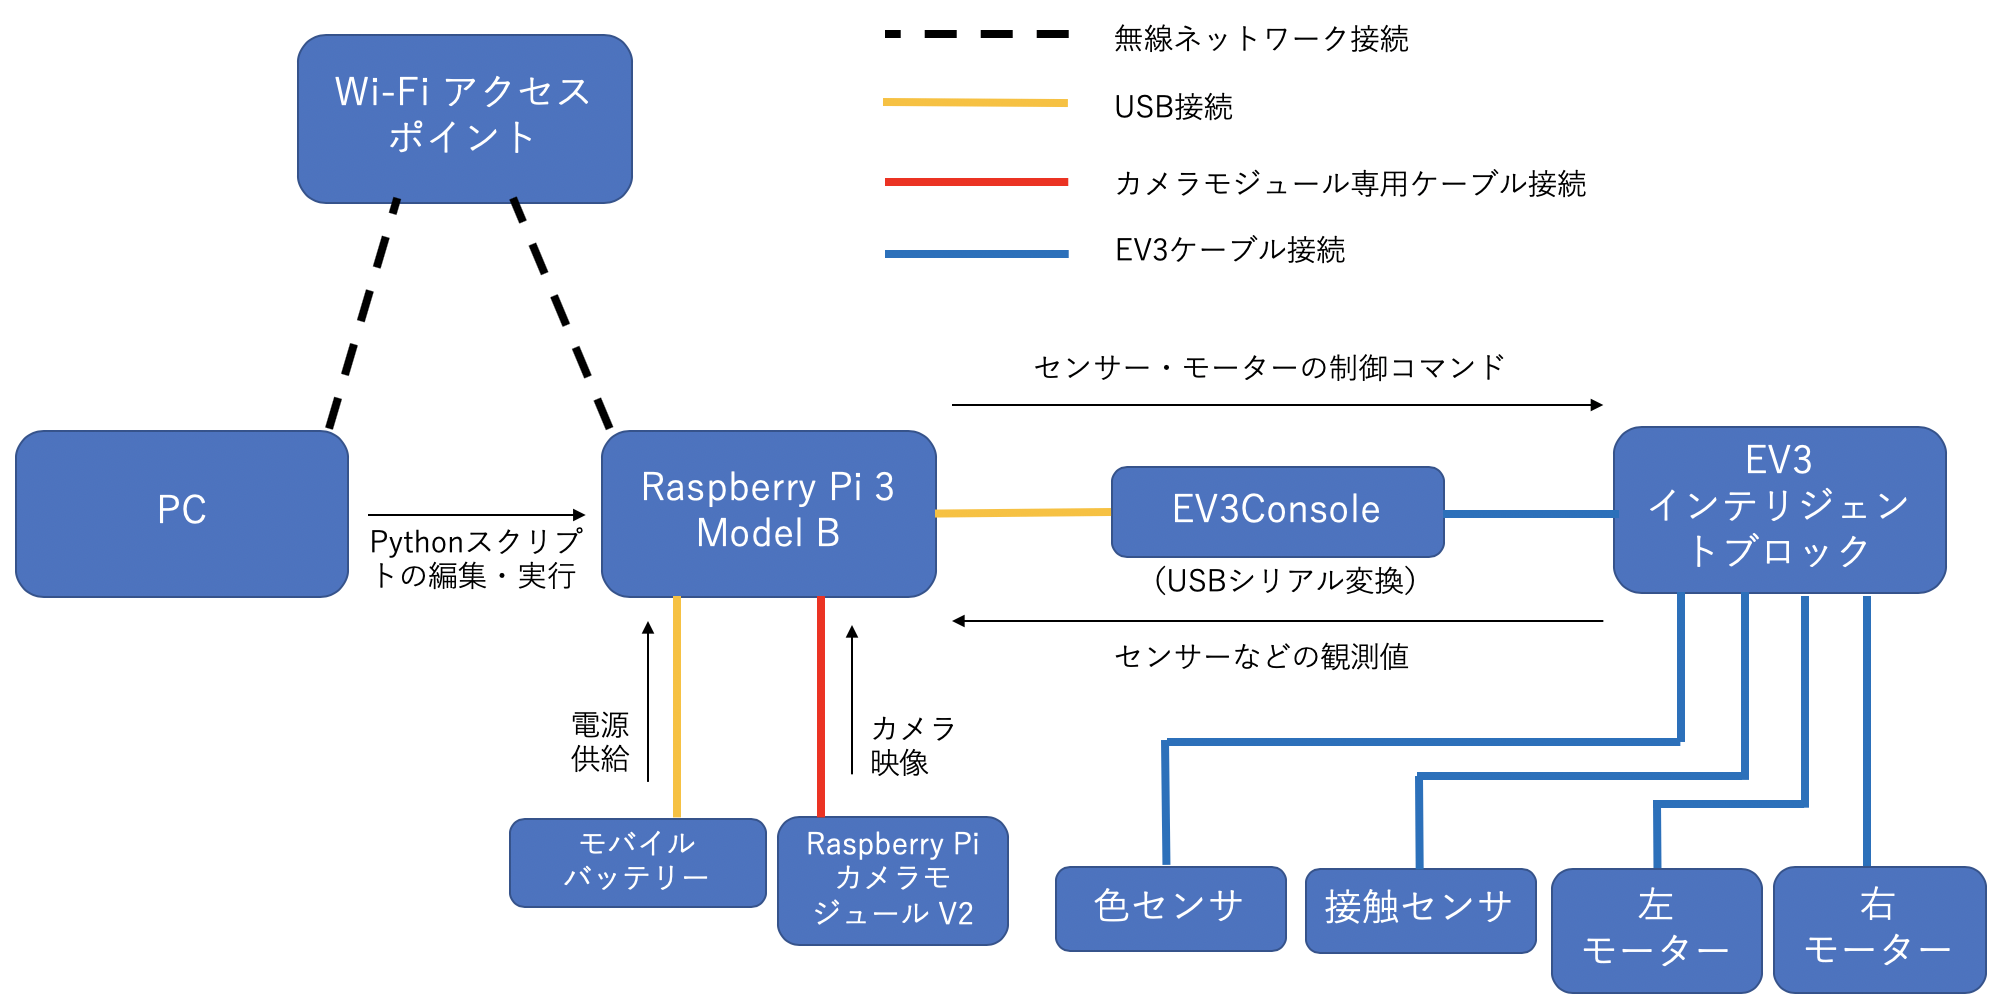 Wi-Fi アクセス
ポイント
無線ネットワーク接続
USB接続
カメラモジュール専用ケーブル接続
EV3ケーブル接続
センサー・モーターの制御コマンド
PC
Pythonスクリプ
トの編集・実行
Raspberry Pi 3
Model B
EV3Console
(USBシリアル変換)
EV3
インテリジェン
トブロック
センサーなどの観測値
電源
供給
カメラ
映像
モバイル
バッテリー
Raspberry Pi
カメラモ
ジュール V2
色センサ
接触センサ
左
モーター
右
モーター